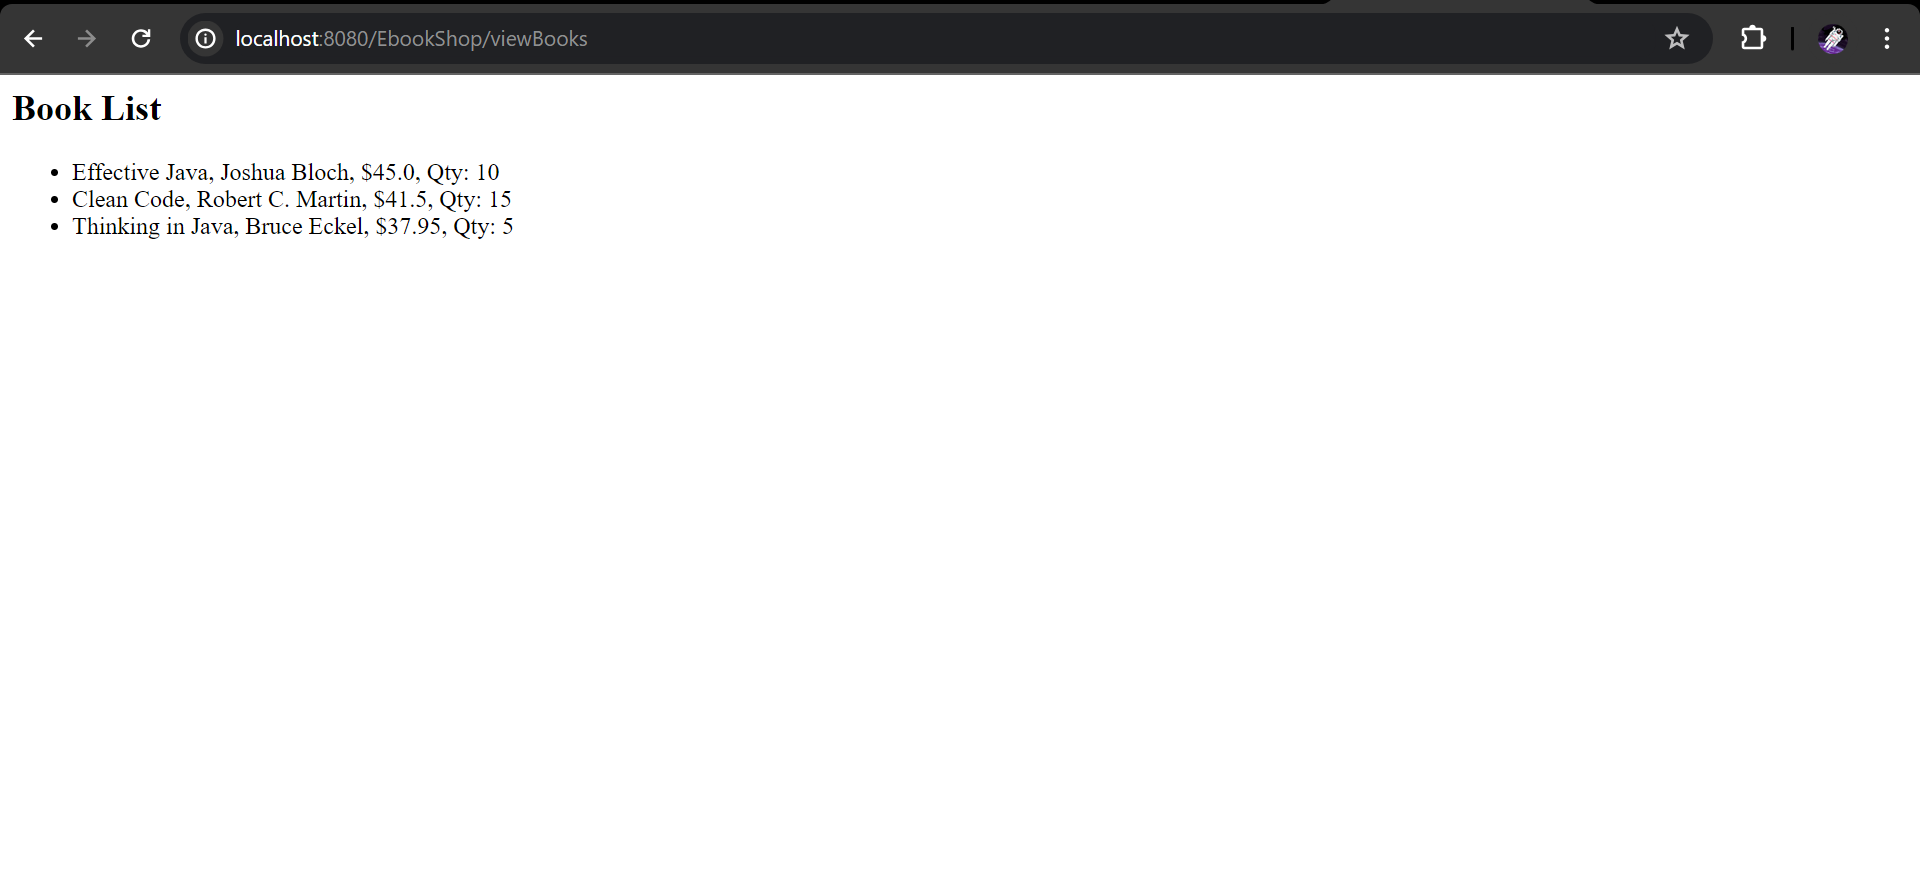 localhost:8080/EbookShop/viewBooks
Book List
• Effective Java, Joshua Bloch, $45.0, Qty: 10
• Clean Code, Robert C. Martin, $41.5, Qty: 15
• Thinking in Java, Bruce Eckel, $37.95, Qty: 5